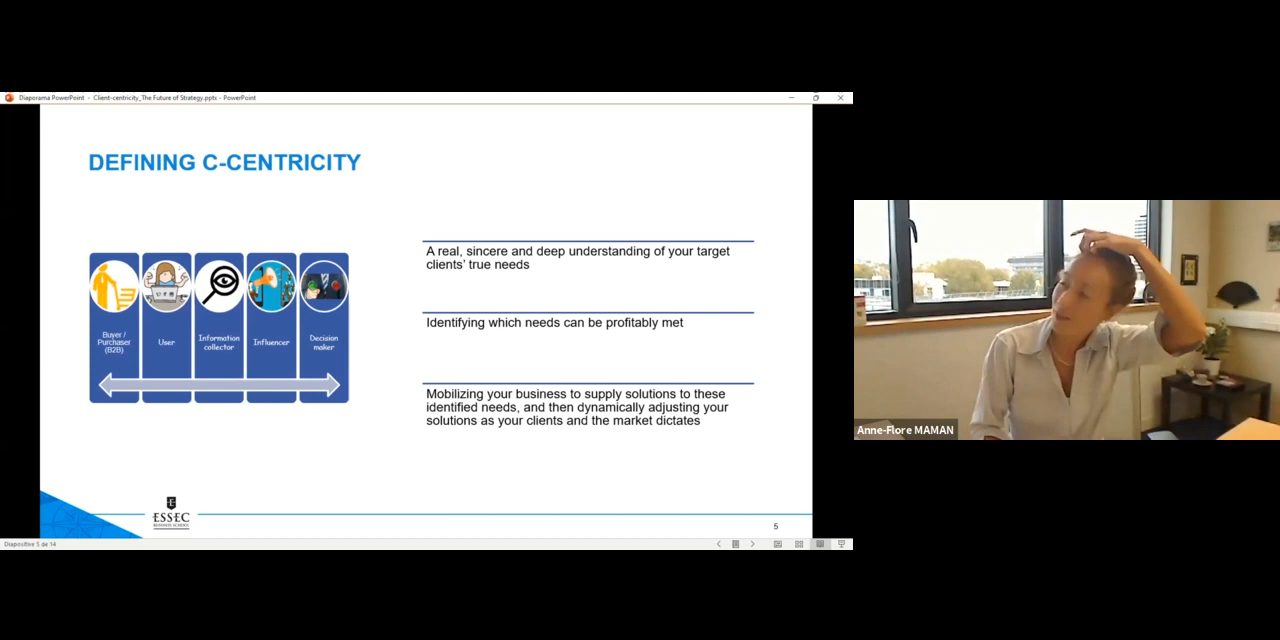 Diaporama PowerPoint - Client-centricity_The Future of Strategy.pptx - PowerPoint
DEFINING C-CENTRICITY
Buyer /
Purchaser
(B2B)
User
Information
collector
Influencer
Decision
maker
A real, sincere and deep understanding of your target
clients’ true needs
Identifying which needs can be profitably met
Mobilizing your business to supply solutions to these
identified needs, and then dynamically adjusting your
solutions as your clients and the market dictates
ESSEC
BUSINESS SCHOOL
5
Diapositive 5 de 14
Anne-Flore MAMAN